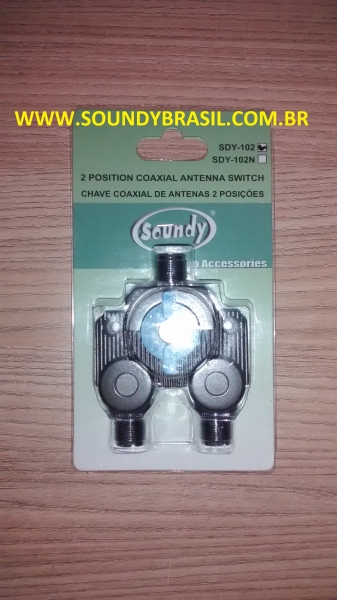 WWW.SOUNDYBRASIL.COM.BR
SDY-102
SDY-102N
2 POSITION COAXIAL ANTENNA SWITCH
CHAVE COAXIAL DE ANTENAS 2 POSIÇÕES
Soundy ®
Accessories